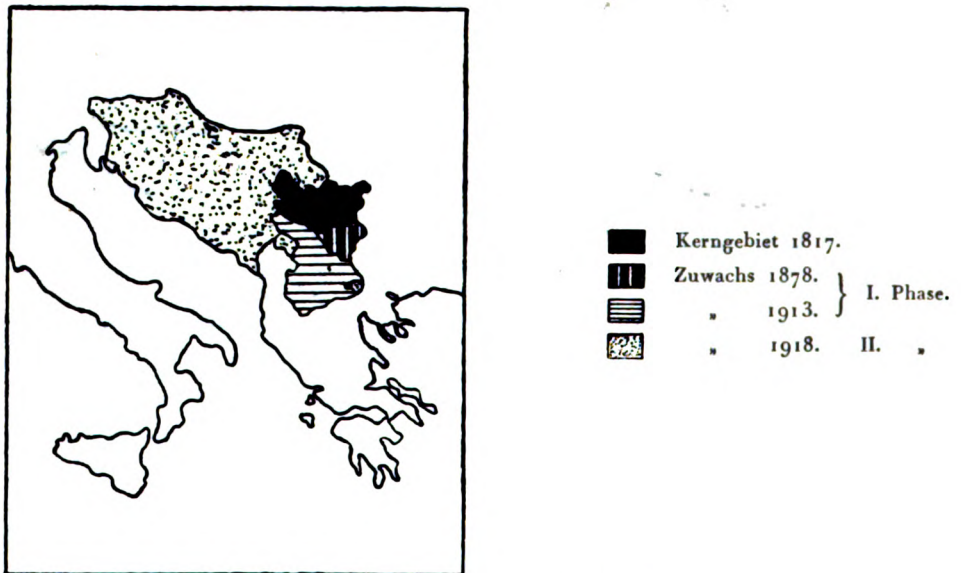 Kerngebiet 1817.
Zuwachs 1878.
„ 1913. } I. Phase.
„ 1918. II. „